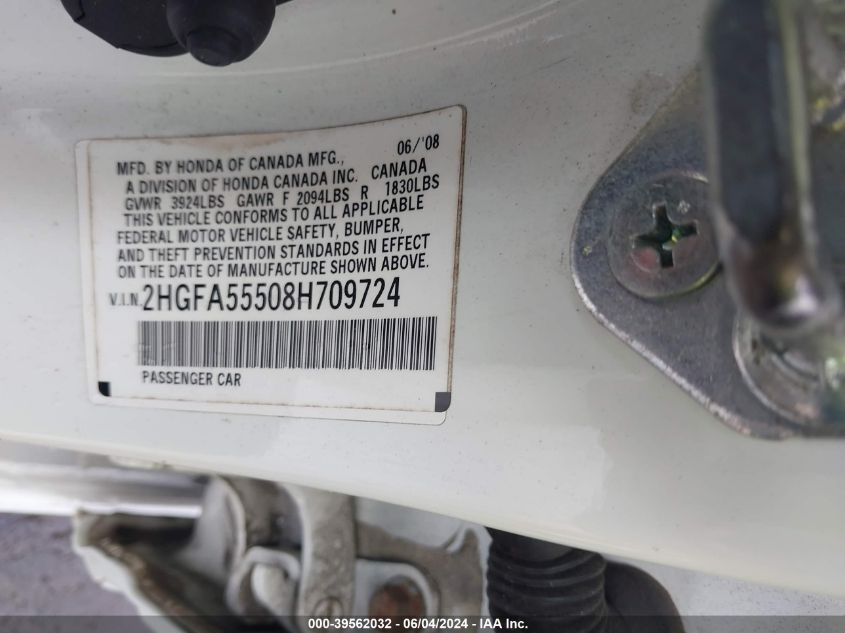 06/'08
MFD. BY HONDA OF CANADA MFG.,
A DIVISION OF HONDA CANADA INC. CANADA
GVWR 3924LBS GAWR F 2094LBS R 1830LBS
THIS VEHICLE CONFORMS TO ALL APPLICABLE
FEDERAL MOTOR VEHICLE SAFETY, BUMPER,
AND THEFT PREVENTION STANDARDS IN EFFECT
ON THE DATE OF MANUFACTURE SHOWN ABOVE.
V.I.N. 2HGFA55508H709724
PASSENGER CAR
000-39562032 - 06/04/2024 - IAA Inc.